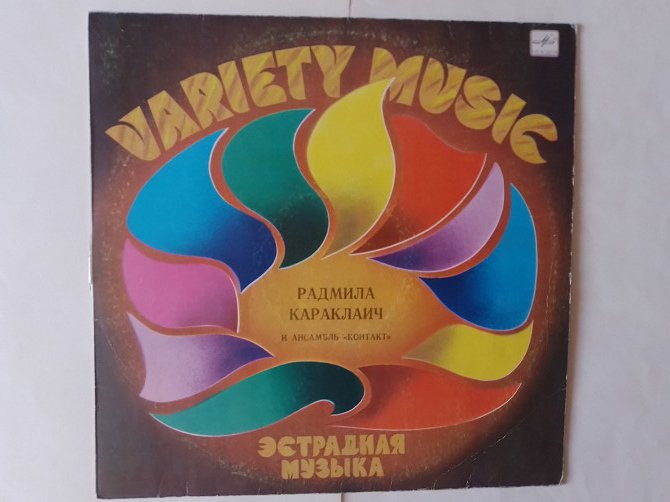 VARIETY MUSIC
РАДМИЛА
КАРАКЛАИЧ
И АНСАМБЛЬ «КОНТАКТ»
ЭСТРАДНАЯ
МУЗЫКА